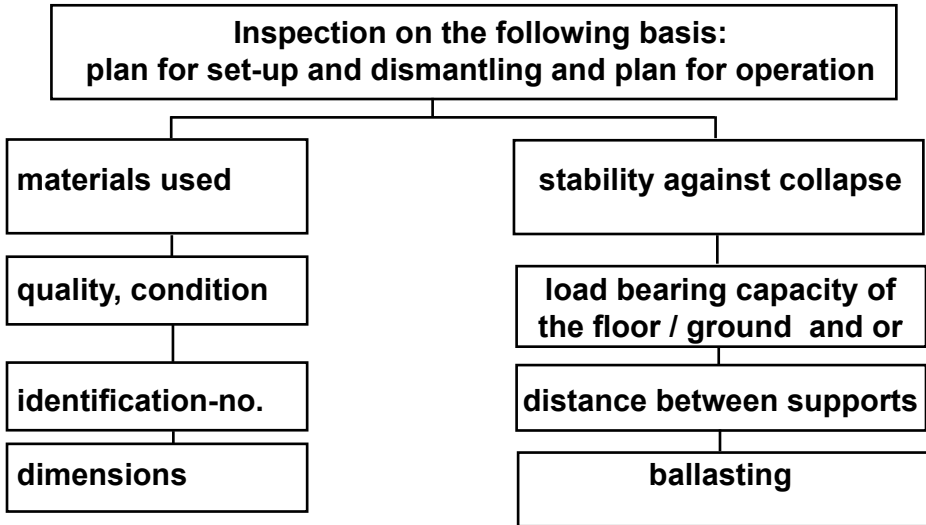 Inspection on the following basis:
plan for set-up and dismantling and plan for operation
materials used
quality, condition
identification-no.
dimensions
stability against collapse
load bearing capacity of
the floor / ground and or
distance between supports
ballasting